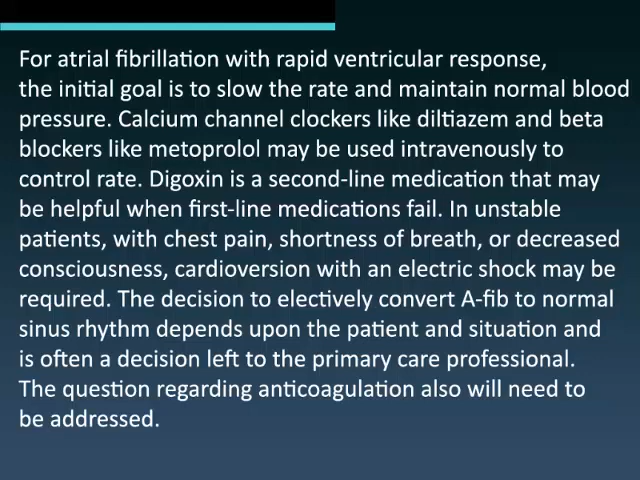 For atrial fibrillation with rapid ventricular response,
the initial goal is to slow the rate and maintain normal blood
pressure. Calcium channel clockers like diltiazem and beta
blockers like metoprolol may be used intravenously to
control rate. Digoxin is a second-line medication that may
be helpful when first-line medications fail. In unstable
patients, with chest pain, shortness of breath, or decreased
consciousness, cardioversion with an electric shock may be
required. The decision to electively convert A-fib to normal
sinus rhythm depends upon the patient and situation and
is often a decision left to the primary care professional.
The question regarding anticoagulation also will need to
be addressed.